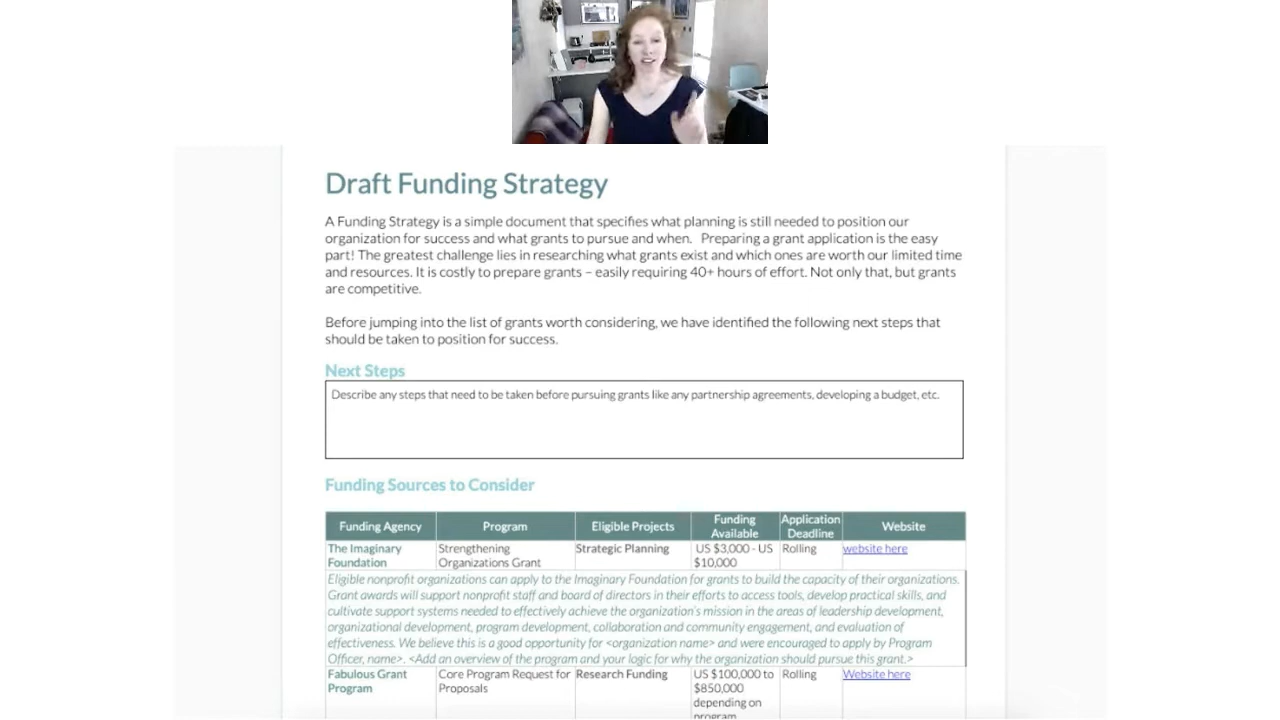 Draft Funding Strategy
A Funding Strategy is a simple document that specifies what planning is still needed to position our
organization for success and what grants to pursue and when. Preparing a grant application is the easy
part! The greatest challenge lies in researching what grants exist and which ones are worth our limited time
and resources. It is costly to prepare grants – easily requiring 40+ hours of effort. Not only that, but grants
are competitive.
Before jumping into the list of grants worth considering, we have identified the following next steps that
should be taken to position for success.
Next Steps
Describe any steps that need to be taken before pursuing grants like any partnership agreements, developing a budget, etc.
Funding Sources to Consider
Funding Agency Program Eligible Projects Funding Available Application Deadline Website
The Imaginary Foundation Strengthening Organizations Grant Strategic Planning US $3,000 - US $10,000 Rolling website here
Eligible nonprofit organizations can apply to the Imaginary Foundation for grants to build the capacity of their organizations.
Grant awards will support nonprofit staff and board of directors in their efforts to access tools, develop practical skills, and
cultivate support systems needed to effectively achieve the organization's mission in the areas of leadership development,
organizational development, program development, collaboration and community engagement, and evaluation of
effectiveness. We believe this is a good opportunity for <organization name> and were encouraged to apply by Program
Officer, name>. <Add an overview of the program and your logic for why the organization should pursue this grant.>
Fabulous Grant Program Core Program Request for Proposals Research Funding US $100,000 to $850,000 depending on program Rolling Website here